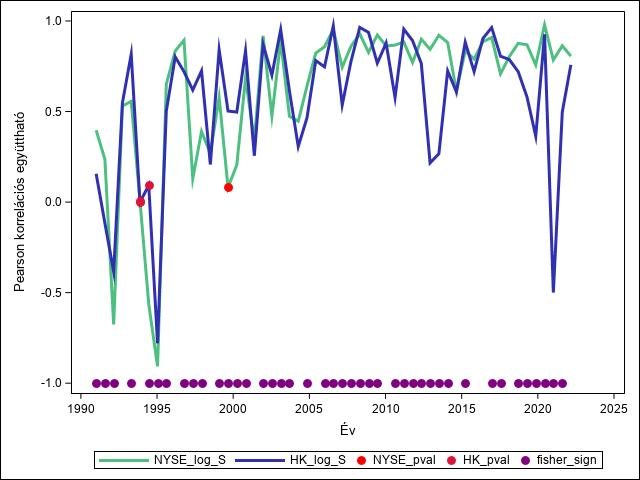 1.0
0.5
0.0
-0.5
-1.0
Pearson korrelációs együttható
1990 1995 2000 2005 2010 2015 2020 2025
Év
NYSE_log_S HK_log_S NYSE_pval HK_pval fisher_sign